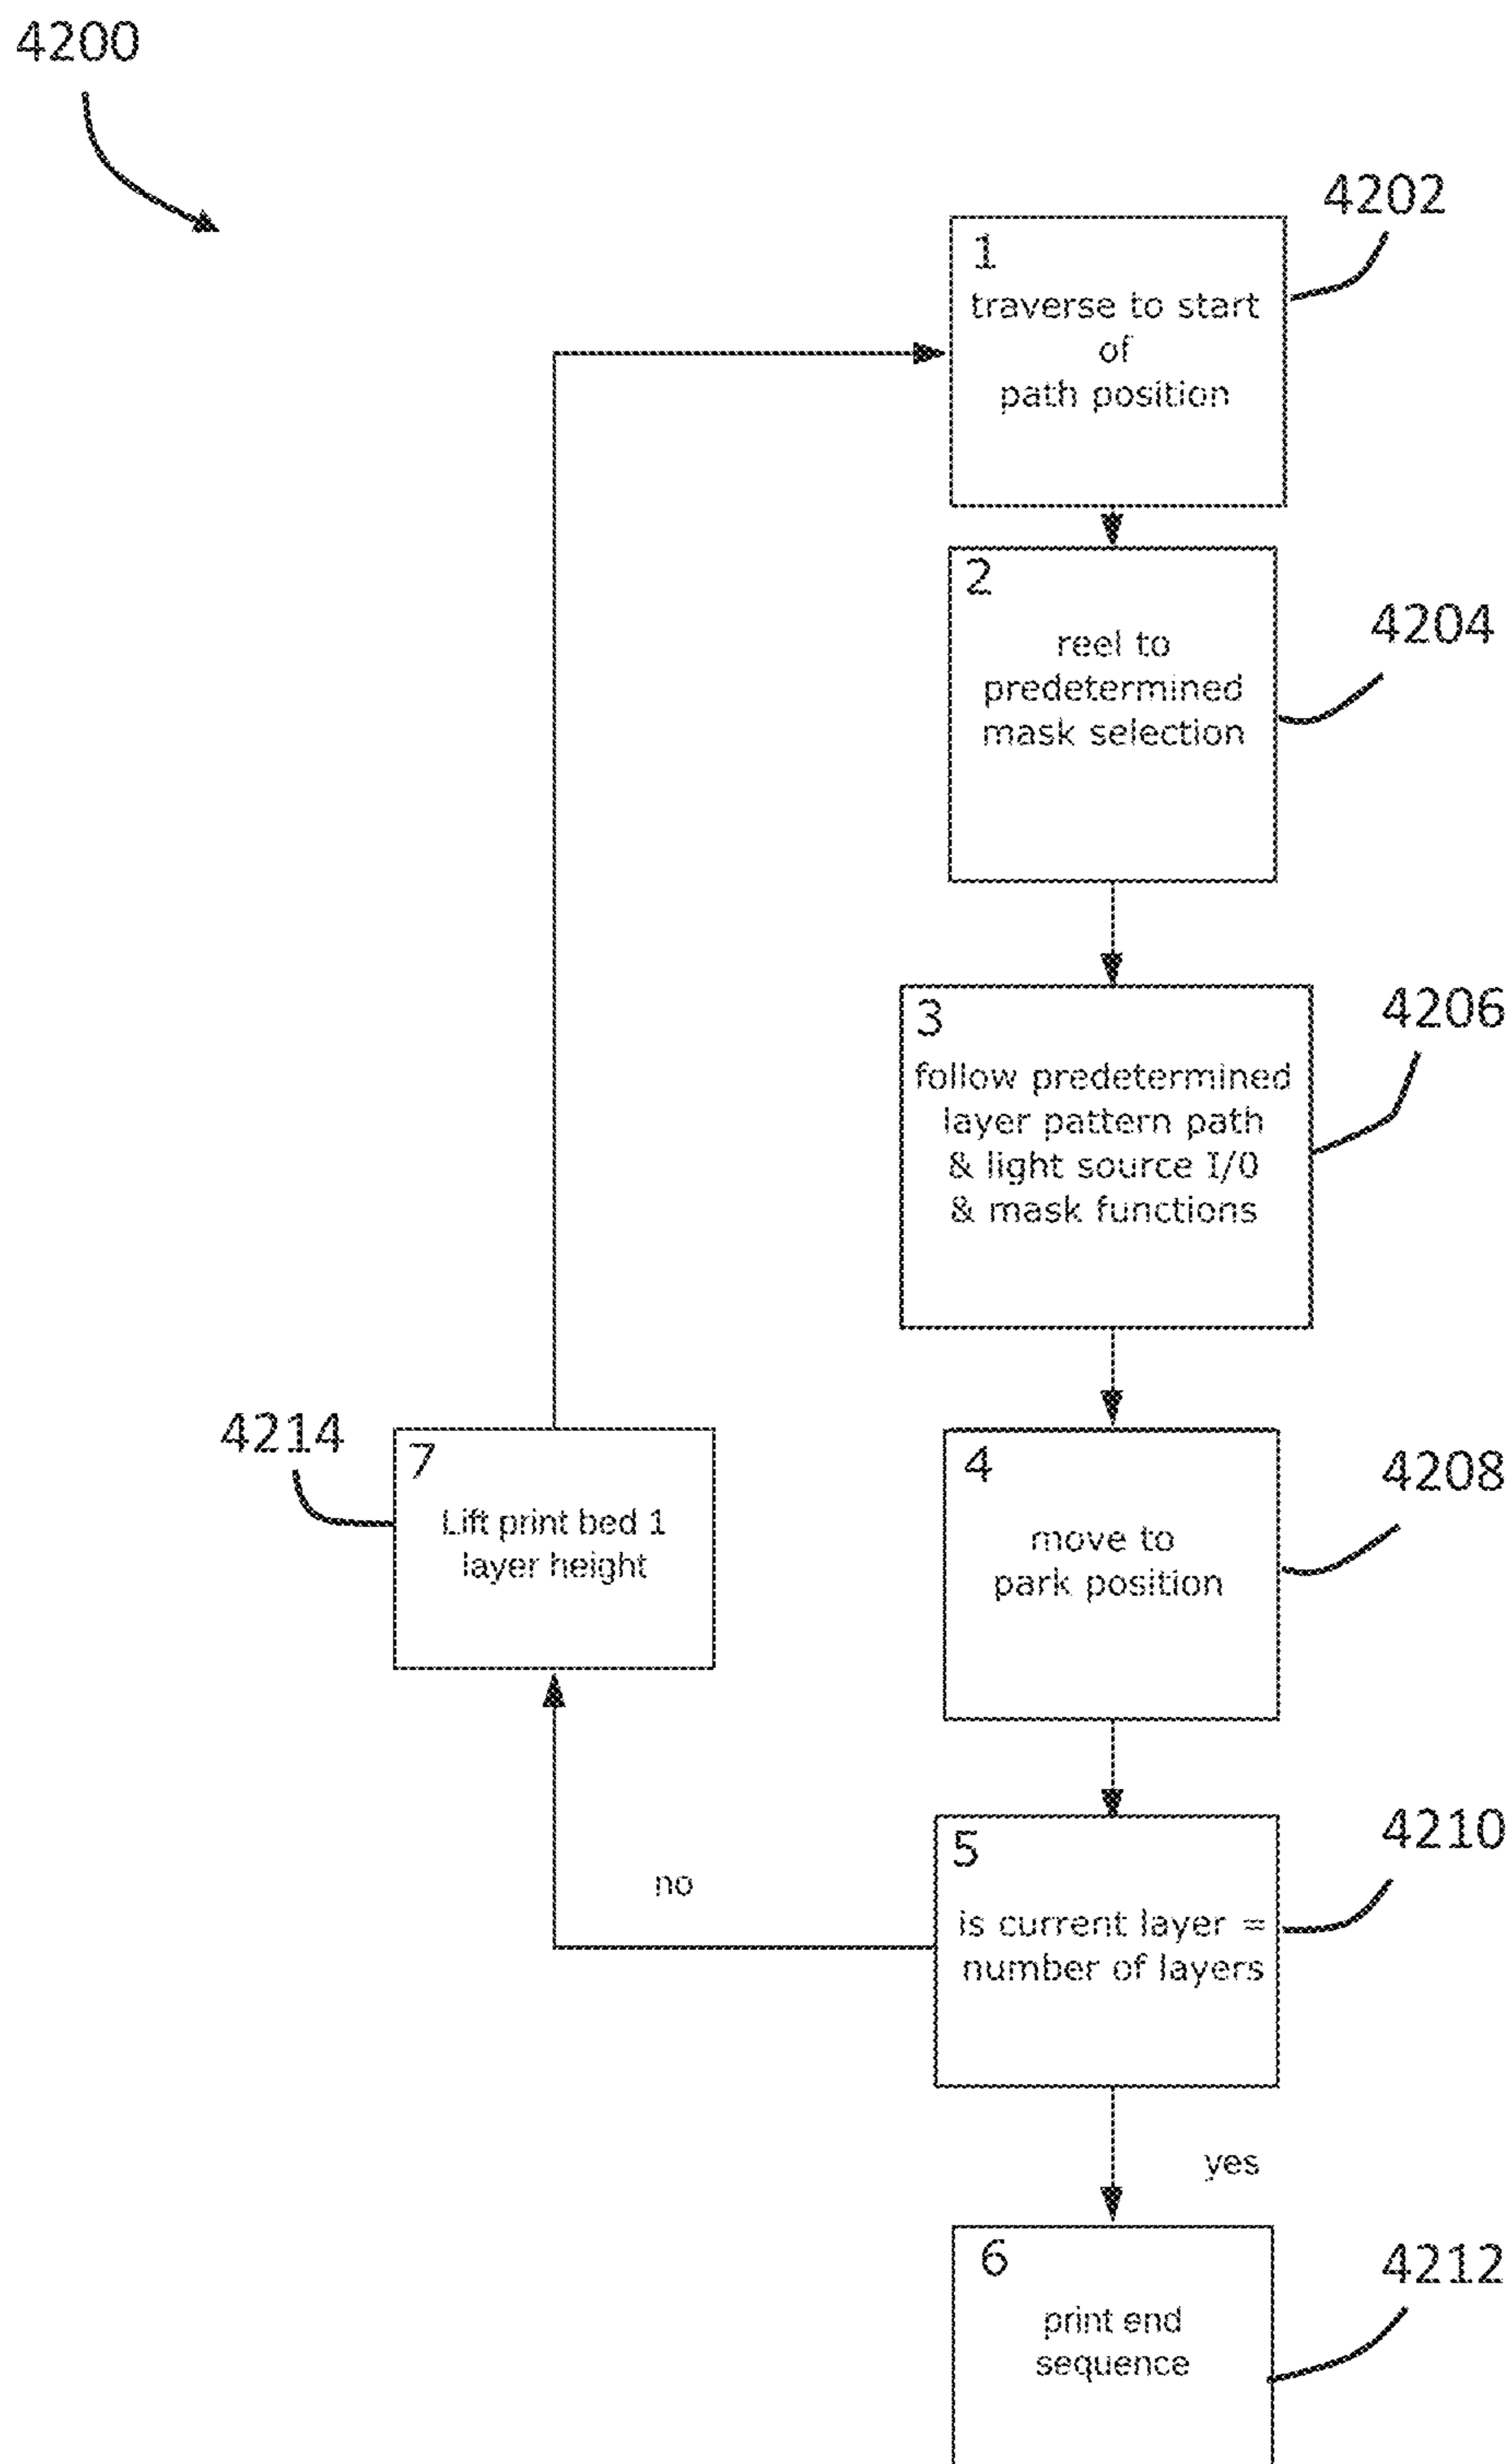 4200
4202
1
traverse to start
of
path position
2
reel to
predetermined
mask selection
4204
3
follow predetermined
layer pattern path
& light source I/0
& mask functions
4206
4214
7
Lift print bed 1
layer height
4
move to
park position
4208
5
is current layer =
number of layers
4210
no
yes
6
print end
sequence
4212